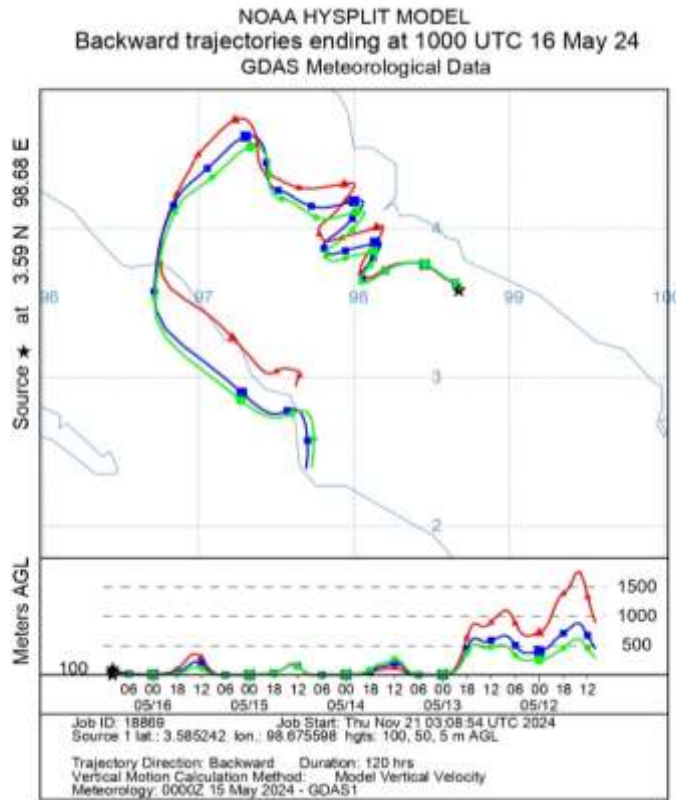 NOAA HYSPLIT MODEL
Backward trajectories ending at 1000 UTC 16 May 24
GDAS Meteorological Data
Source ★ at 3.59 N 98.68 E
4
96 97 98 99 100
3
2
Meters AGL
1500
1000
500
100
06 00 18 12 06 00 18 12 06 00 18 12 06 00 18 12 06 00 18 12
05/16 05/15 05/14 05/13 05/12
Job ID: 18869 Job Start: Thu Nov 21 03:08:54 UTC 2024
Source 1 lat.: 3.585242 lon.: 98.675598 hgts: 100, 50, 5 m AGL
Trajectory Direction: Backward Duration: 120 hrs
Vertical Motion Calculation Method: Model Vertical Velocity
Meteorology: 0000Z 15 May 2024 - GDAS1